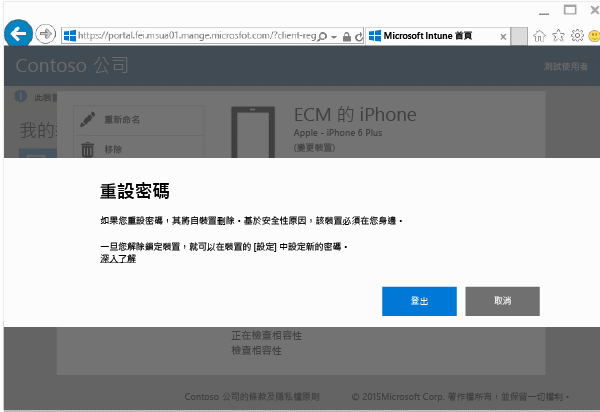 https://portal.fei.msua01.mange.microsfot.com/?client-reg
Microsoft Intune 首頁
Contoso 公司
測試使用者
此裝置
我的
重新命名
移除
ECM 的 iPhone
Apple - iPhone 6 Plus
(變更裝置)
重設密碼
如果您重設密碼，其將自裝置刪除。基於安全性原因，該裝置必須在您身邊。
一旦您解除鎖定裝置，就可以在裝置的 [設定] 中設定新的密碼。
深入了解
登出
取消
正在檢查相容性
檢查相容性
Contoso 公司的條款及隱私權原則
© 2015Microsoft Corp. 著作權所有，並保留一切權利。